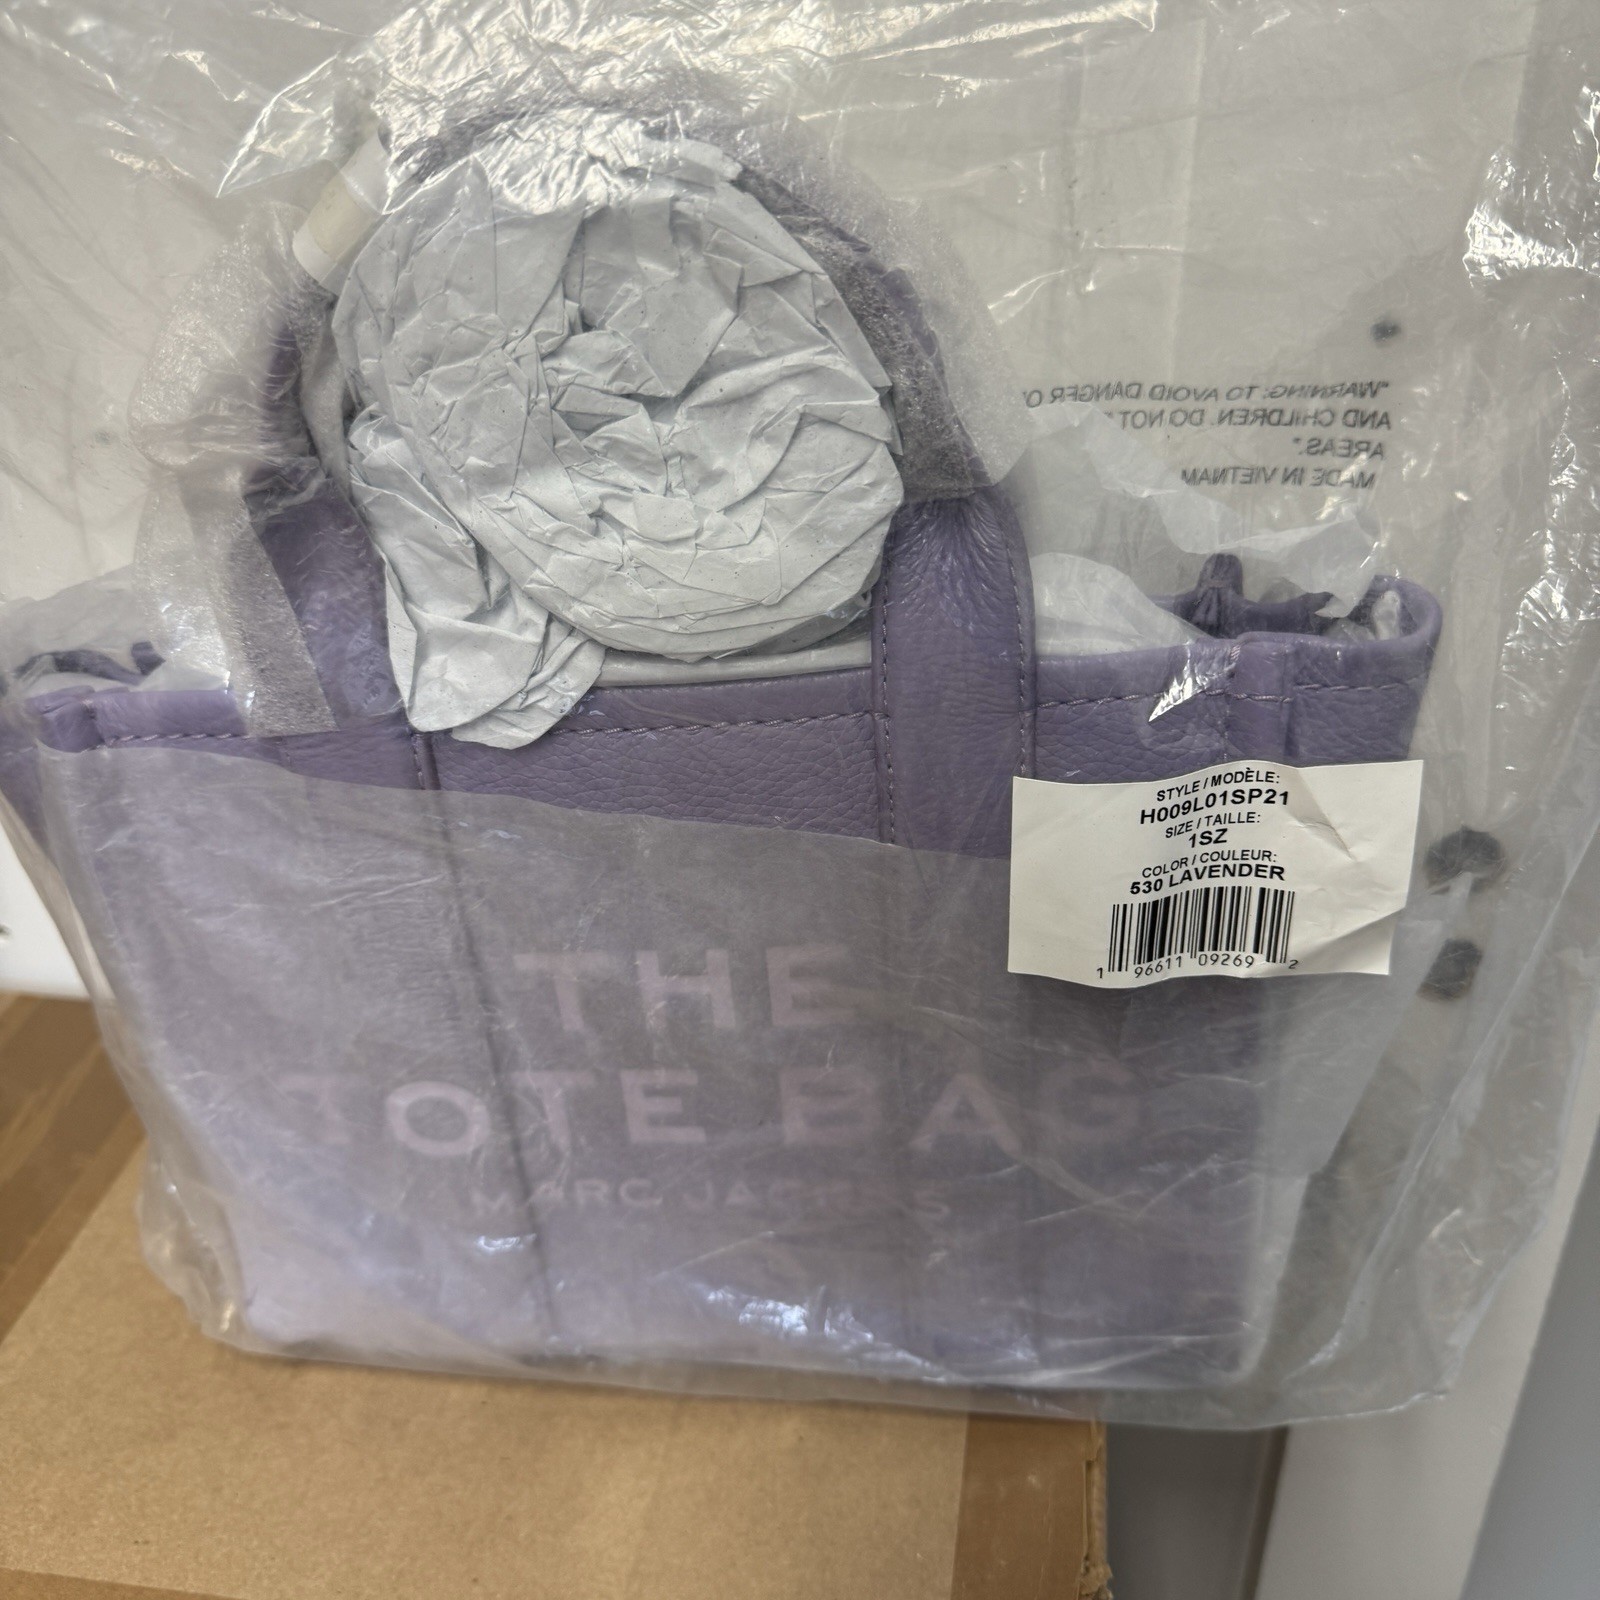 "WARNING: TO AVOID DANGER O
AND CHILDREN. DO NOT
AREAS."
MADE IN VIETNAM
STYLE / MODÈLE:
H009L01SP21
SIZE / TAILLE:
1SZ
COLOR / COULEUR:
530 LAVENDER
1 96611 09269 2
THE
TOTE BAG
MARC JACOBS